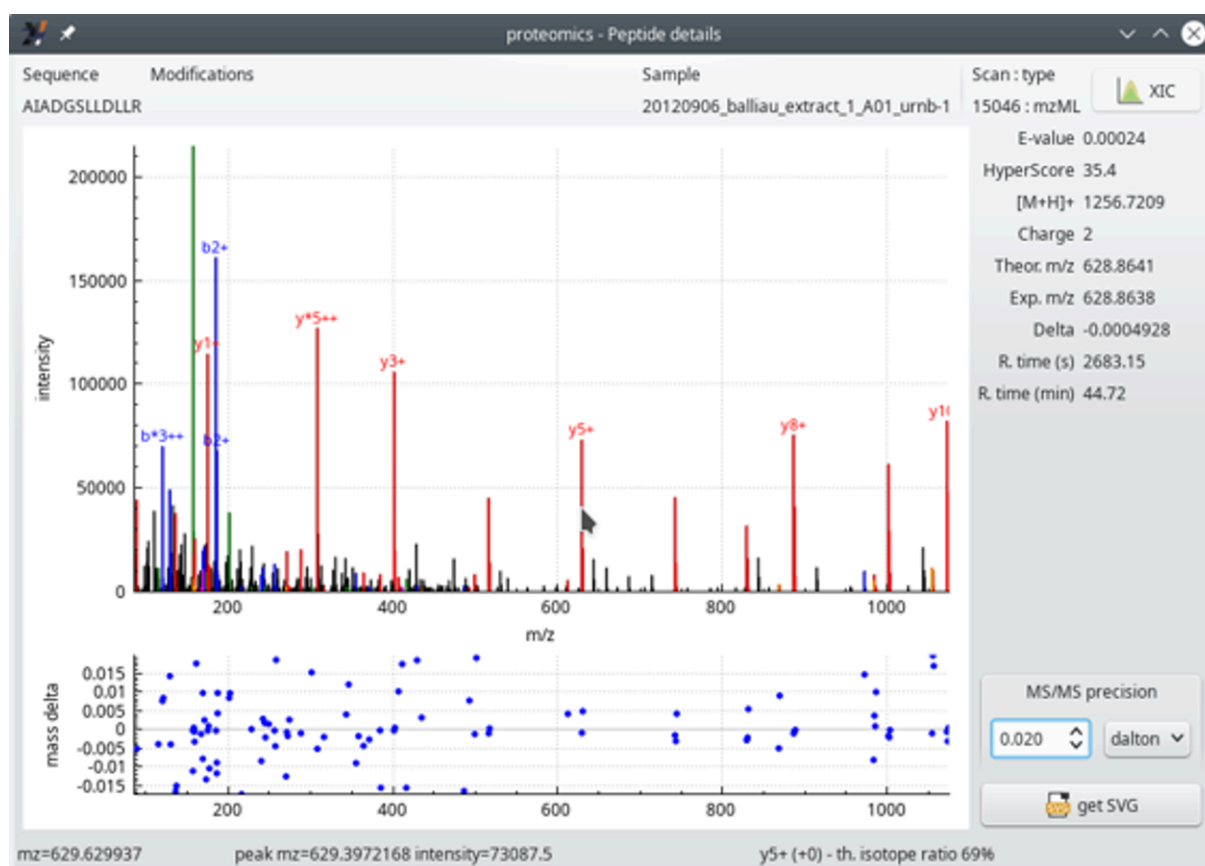 proteomics - Peptide details
Sequence Modifications Sample Scan : type
AIADGSLLDLLR 20120906_balliau_extract_1_A01_urnb-1 15046 : mzML
XIC
E-value 0.00024
HyperScore 35.4
[M+H]+ 1256.7209
Charge 2
Theor. m/z 628.8641
Exp. m/z 628.8638
Delta -0.0004928
R. time (s) 2683.15
R. time (min) 44.72
intensity
200000
150000
100000
50000
0
b2+
y*5++
y1+
y3+
y10
y5+
y8+
b*3++
b2+
200 400 600 800 1000
m/z
mass delta
0.015
0.01
0.005
0
-0.005
-0.01
-0.015
200 400 600 800 1000
MS/MS precision
0.020 dalton
get SVG
mz=629.629937 peak mz=629.3972168 intensity=73087.5 y5+ (+0) - th. isotope ratio 69%